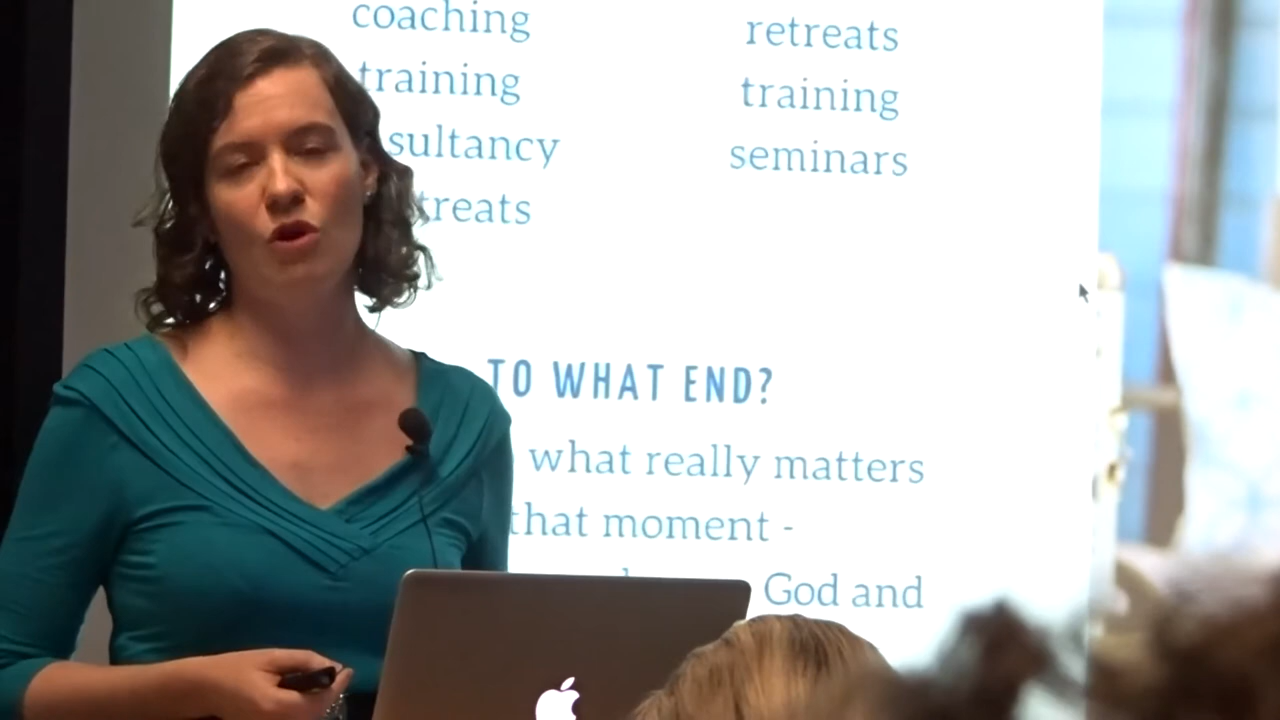 coaching
training
sultancy
treats
retreats
training
seminars
TO WHAT END?
what really matters
that moment -
God and